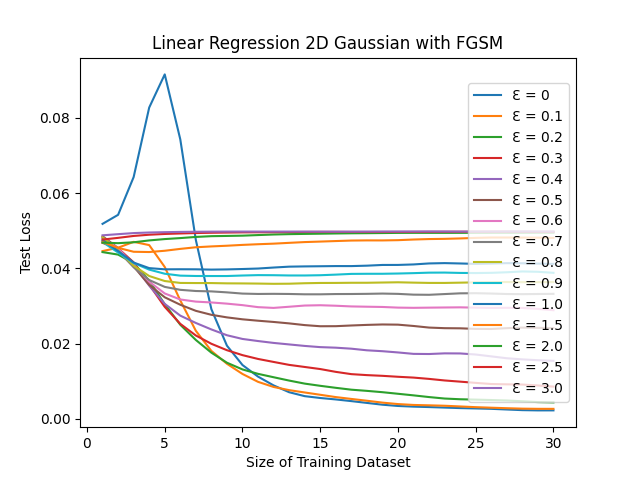 Linear Regression 2D Gaussian with FGSM
Test Loss
0.08
0.06
0.04
0.02
0.00
0
5
10
15
20
25
30
Size of Training Dataset
Ɛ = 0
Ɛ = 0.1
Ɛ = 0.2
Ɛ = 0.3
Ɛ = 0.4
Ɛ = 0.5
Ɛ = 0.6
Ɛ = 0.7
Ɛ = 0.8
Ɛ = 0.9
Ɛ = 1.0
Ɛ = 1.5
Ɛ = 2.0
Ɛ = 2.5
Ɛ = 3.0